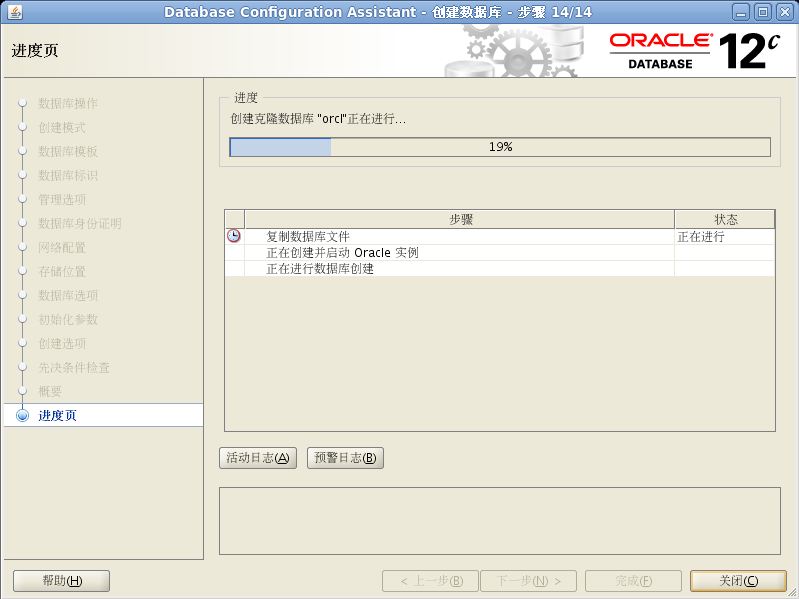 Database Configuration Assistant - 创建数据库 - 步骤 14/14
进度页
ORACLE
DATABASE
12c
数据库操作
创建模式
数据库模板
数据库标识
管理选项
数据库身份证明
网络配置
存储位置
数据库选项
初始化参数
创建选项
先决条件检查
概要
进度页
进度
创建克隆数据库 "orcl"正在进行...
19%
步骤 状态
复制数据库文件 正在进行
正在创建并启动 Oracle 实例
正在进行数据库创建
活动日志(A) 预警日志(B)
帮助(H) < 上一步(B) 下一步(N) > 完成(F) 关闭(C)